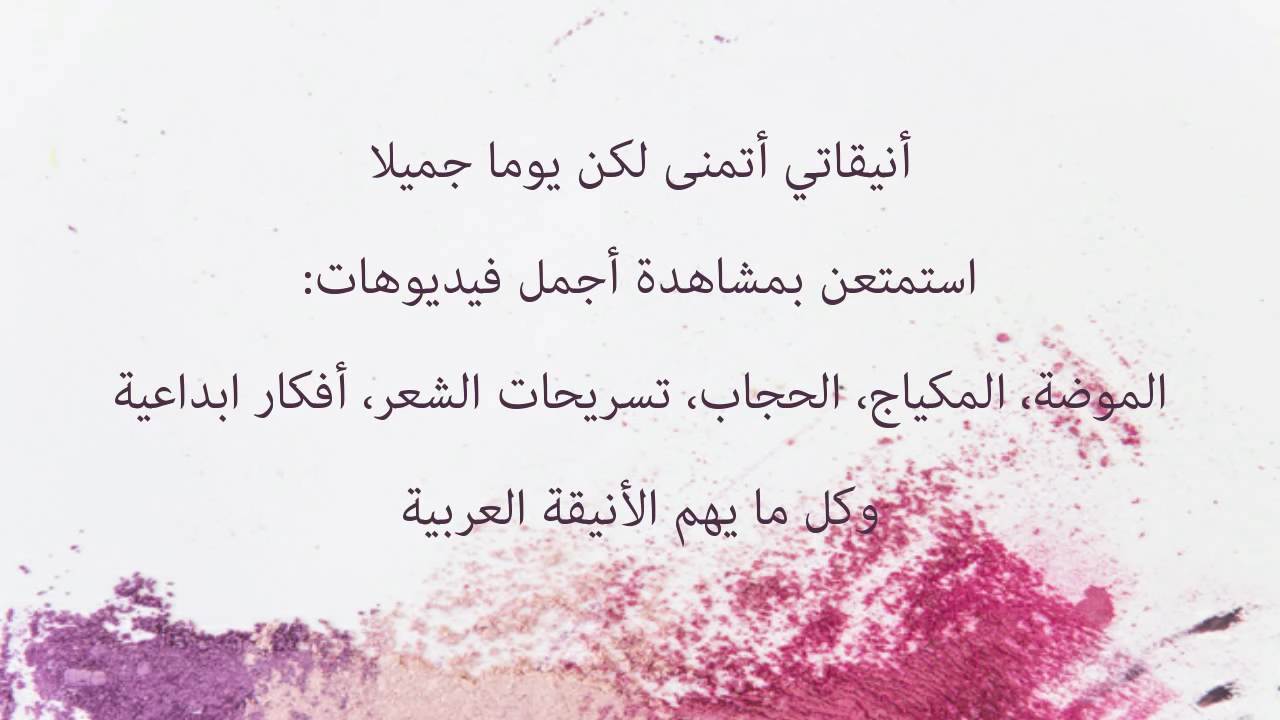 أنيقاتي أتمنى لكن يوما جميلا
استمتعن بمشاهدة أجمل فيديوهات:
الموضة، المكياج، الحجاب، تسريحات الشعر، أفكار ابداعية
وكل ما يهم الأنيقة العربية